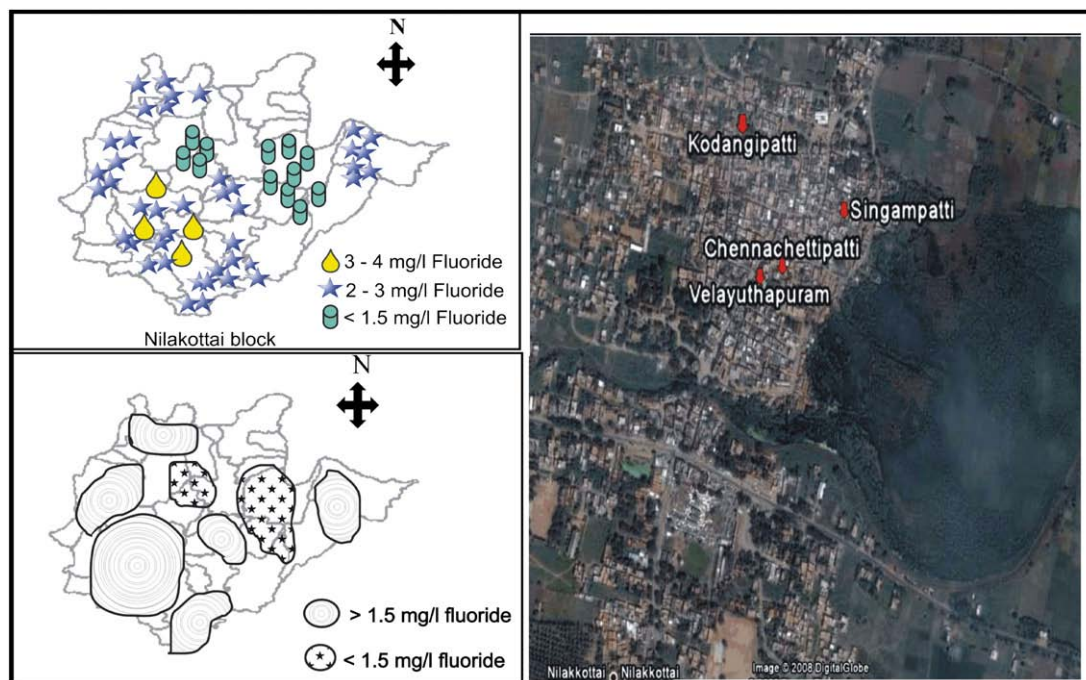 N
3 - 4 mg/l Fluoride
2 - 3 mg/l Fluoride
< 1.5 mg/l Fluoride
Nilakottai block
N
> 1.5 mg/l fluoride
< 1.5 mg/l fluoride
Kodangipatti
Singampatti
Chennachettipatti
Velayuthapuram
Nilakkottai Nilakkottai
Image © 2008 DigitalGlobe